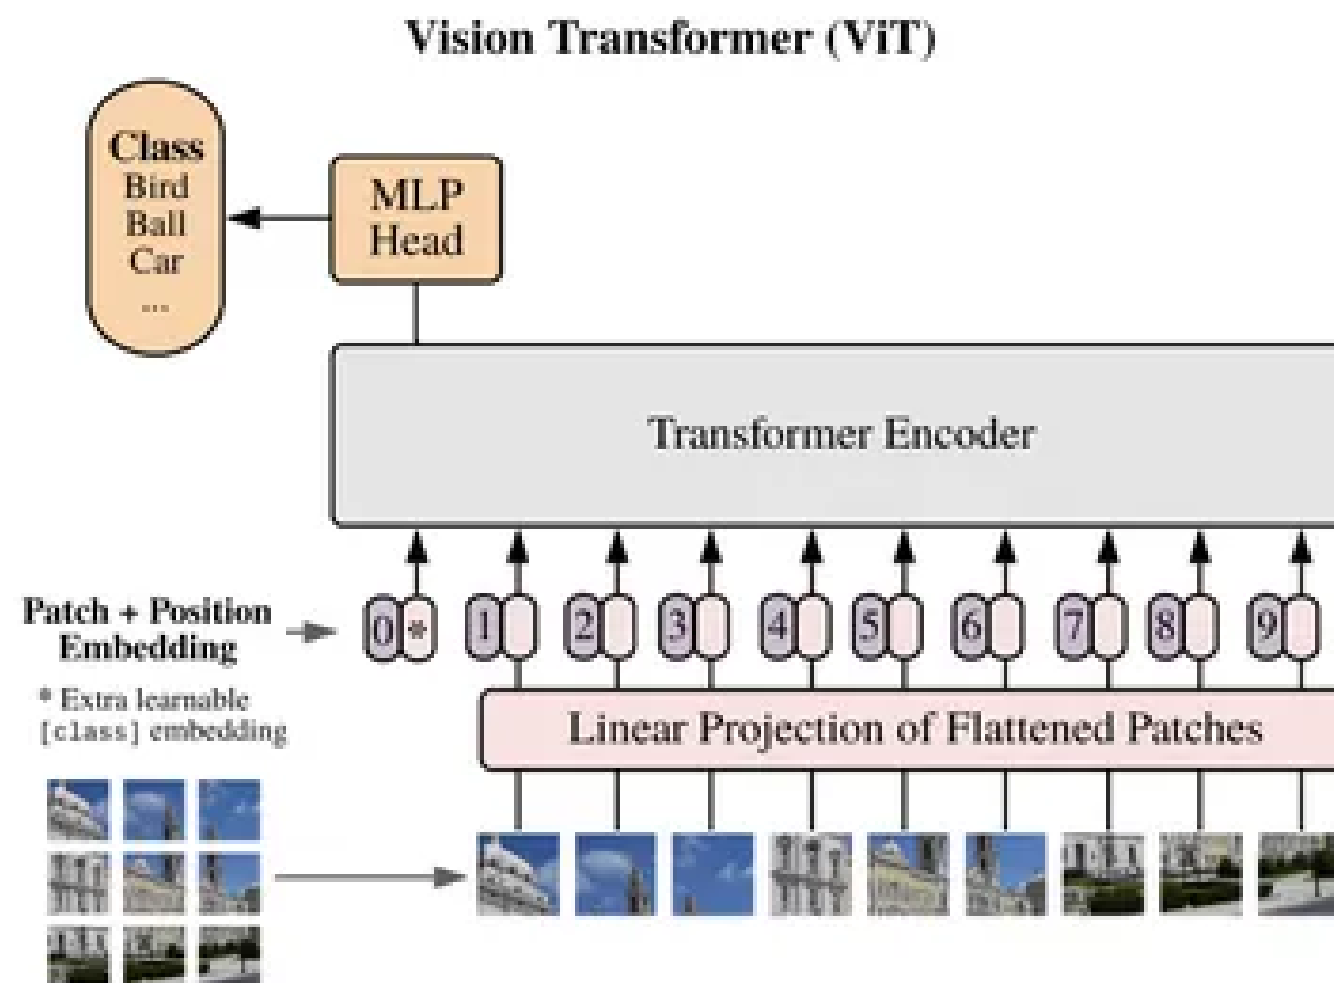 Vision Transformer (ViT)
Class
Bird
Ball
Car
...
MLP
Head
Transformer Encoder
Patch + Position
Embedding
0 * 1 2 3 4 5 6 7 8 9
* Extra learnable
[class] embedding
Linear Projection of Flattened Patches